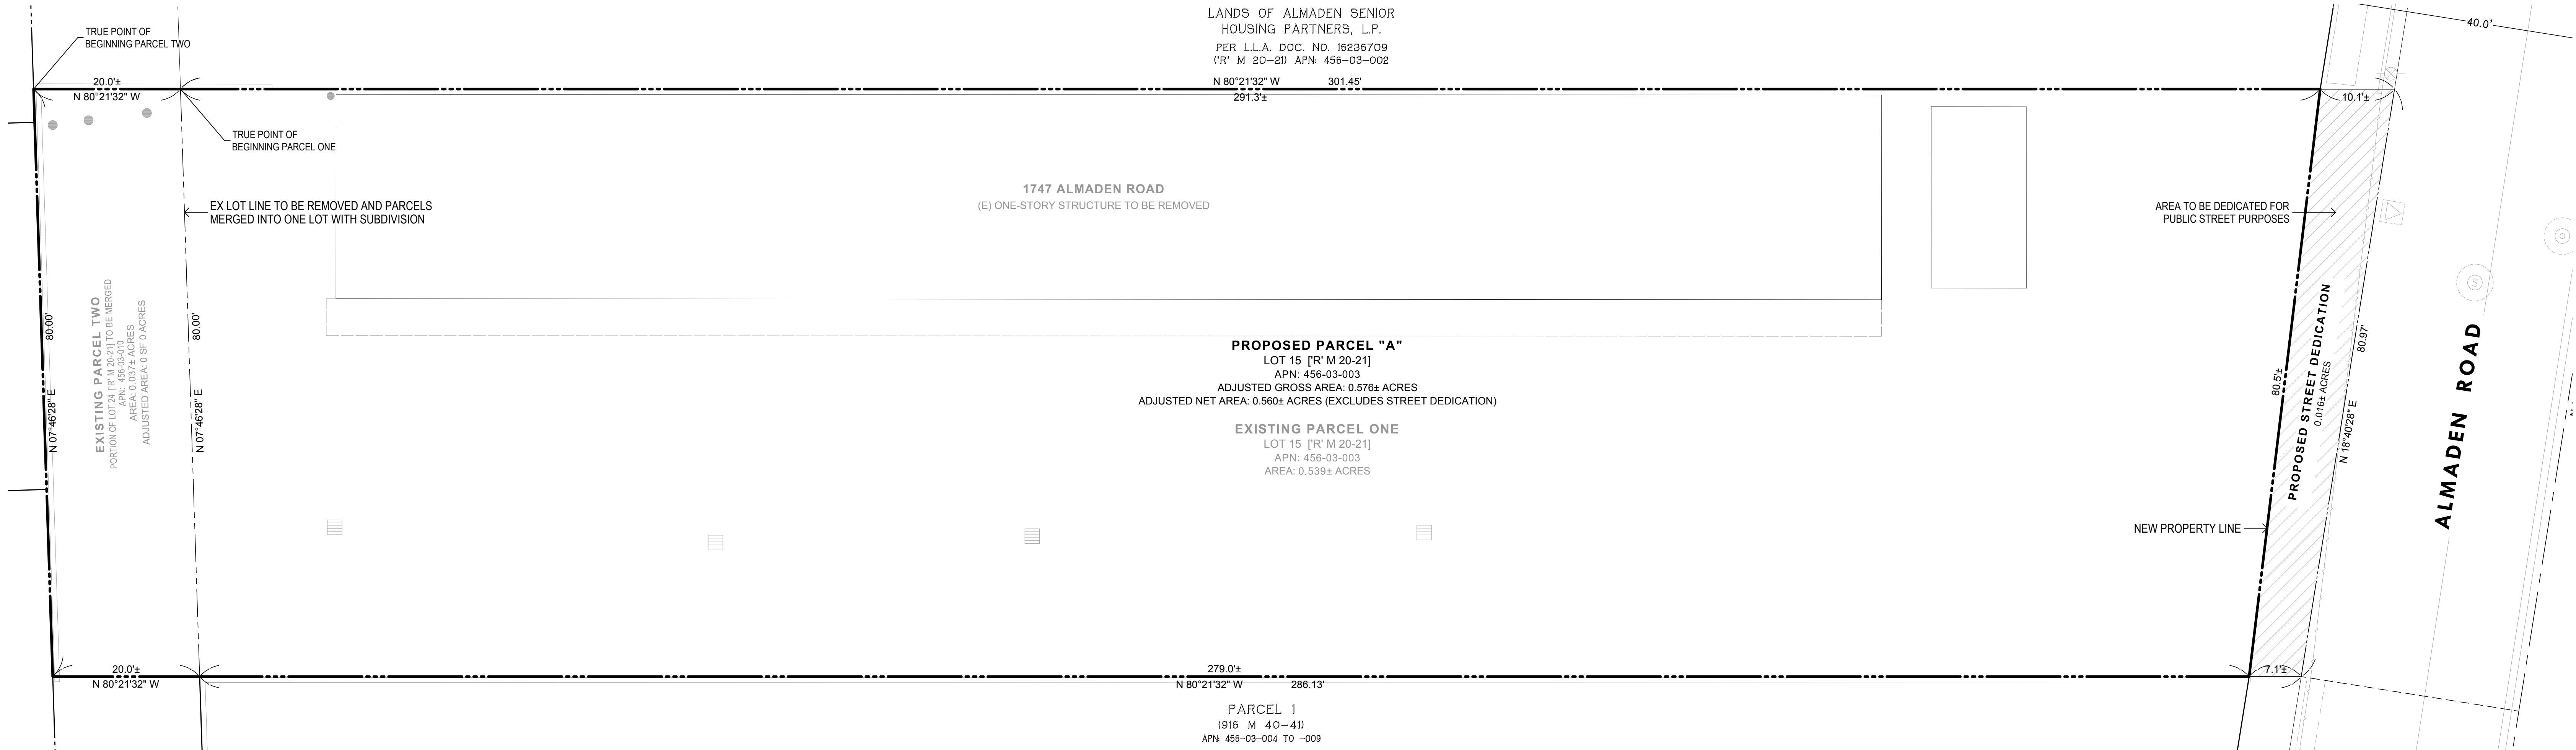 LANDS OF ALMADEN SENIOR
HOUSING PARTNERS, L.P.
PER L.L.A. DOC. NO. 16236709
('R' M 20-21) APN: 456-03-002
40.0'
TRUE POINT OF
BEGINNING PARCEL TWO
20.0'±
N 80°21'32" W
N 80°21'32" W 301.45'
291.3'±
10.1'±
TRUE POINT OF
BEGINNING PARCEL ONE
EX LOT LINE TO BE REMOVED AND PARCELS
MERGED INTO ONE LOT WITH SUBDIVISION
1747 ALMADEN ROAD
(E) ONE-STORY STRUCTURE TO BE REMOVED
AREA TO BE DEDICATED FOR
PUBLIC STREET PURPOSES
80.00'
N 07°46'28" E
EXISTING PARCEL TWO
PORTION OF LOT 24 ['R' M 20-21] TO BE MERGED
APN: 456-03-010
AREA: 0.037± ACRES
ADJUSTED AREA: 0 SF 0 ACRES
80.00'
N 07°46'28" E
PROPOSED PARCEL "A"
LOT 15 ['R' M 20-21]
APN: 456-03-003
ADJUSTED GROSS AREA: 0.576± ACRES
ADJUSTED NET AREA: 0.560± ACRES (EXCLUDES STREET DEDICATION)
EXISTING PARCEL ONE
LOT 15 ['R' M 20-21]
APN: 456-03-003
AREA: 0.539± ACRES
80.5'±
PROPOSED STREET DEDICATION
0.016± ACRES
80.97'
N 18°40'28" E
S
ALMADEN ROAD
NEW PROPERTY LINE
20.0'±
N 80°21'32" W
279.0'±
N 80°21'32" W 286.13'
7.1'±
PARCEL 1
(916 M 40-41)
APN: 456-03-004 TO -009